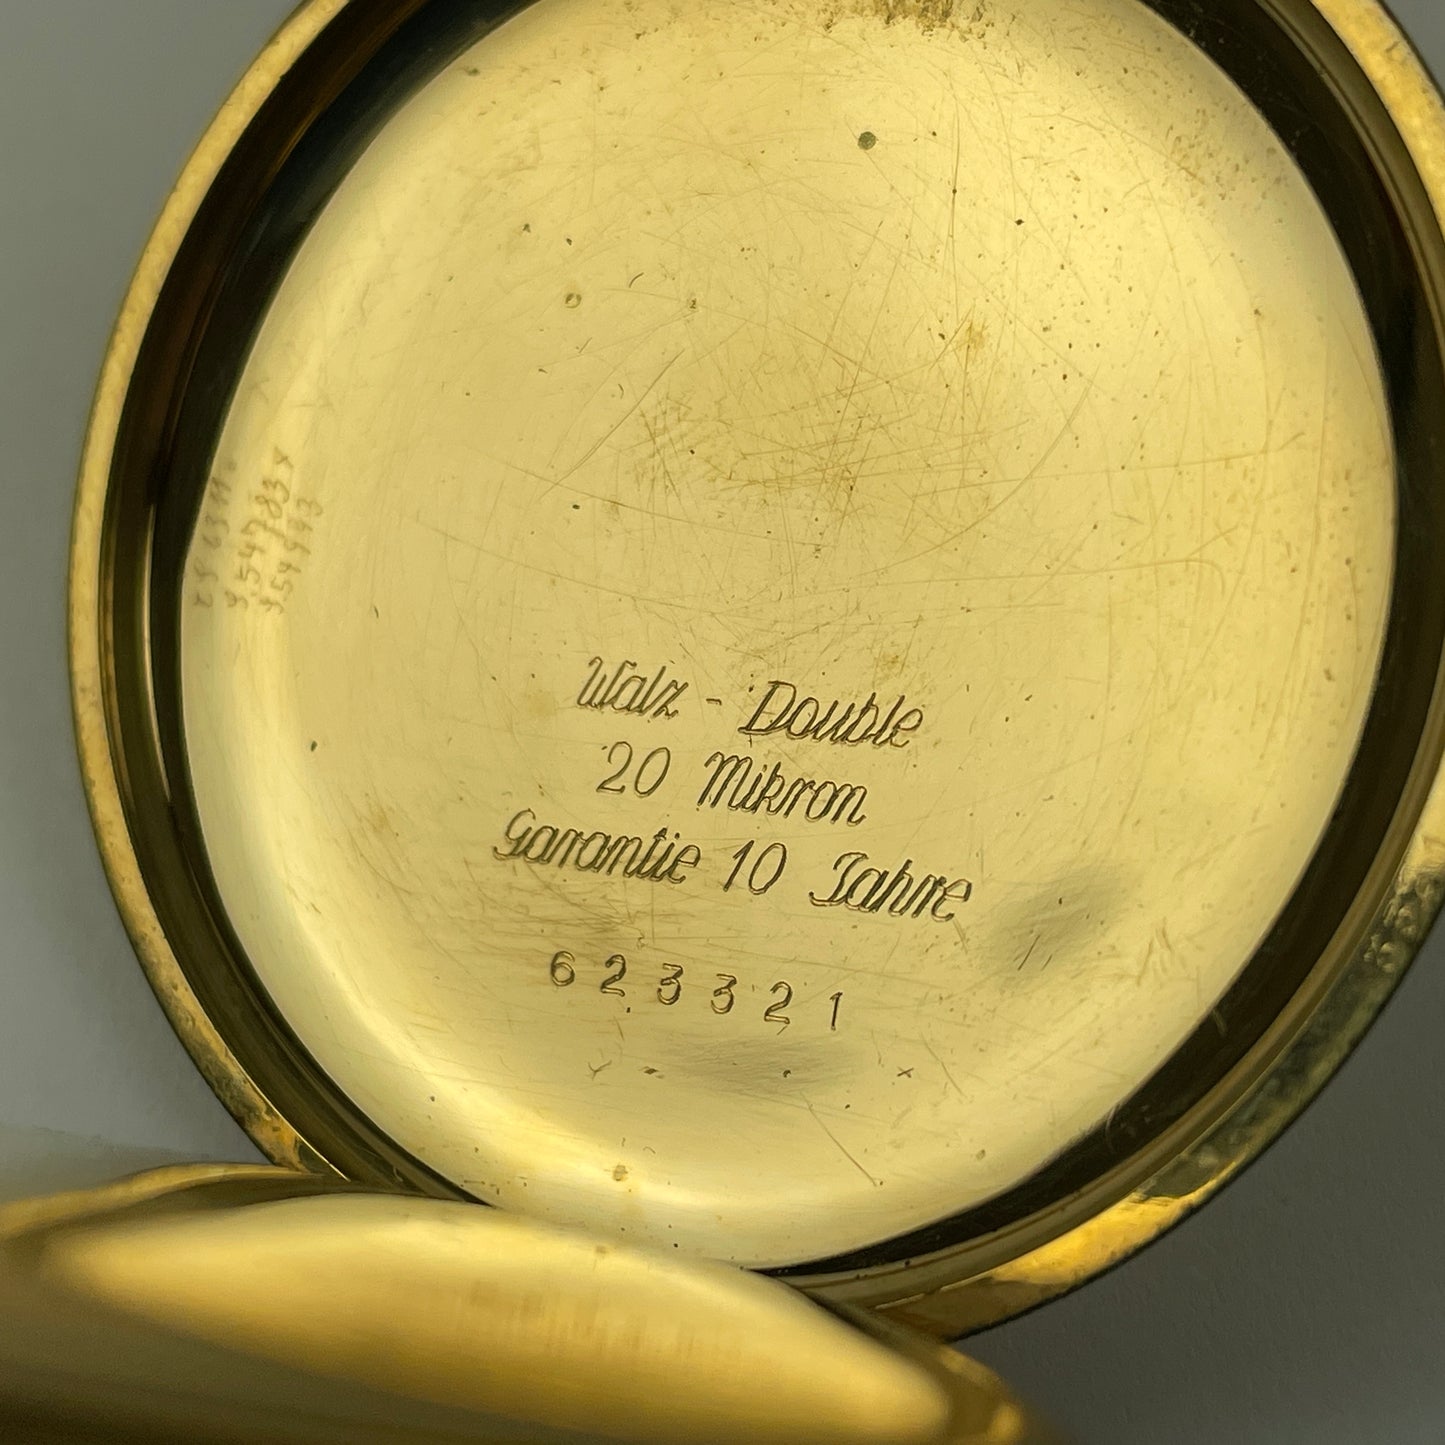 Walz - Double
20 Mikron
Garantie 10 Jahre
623321